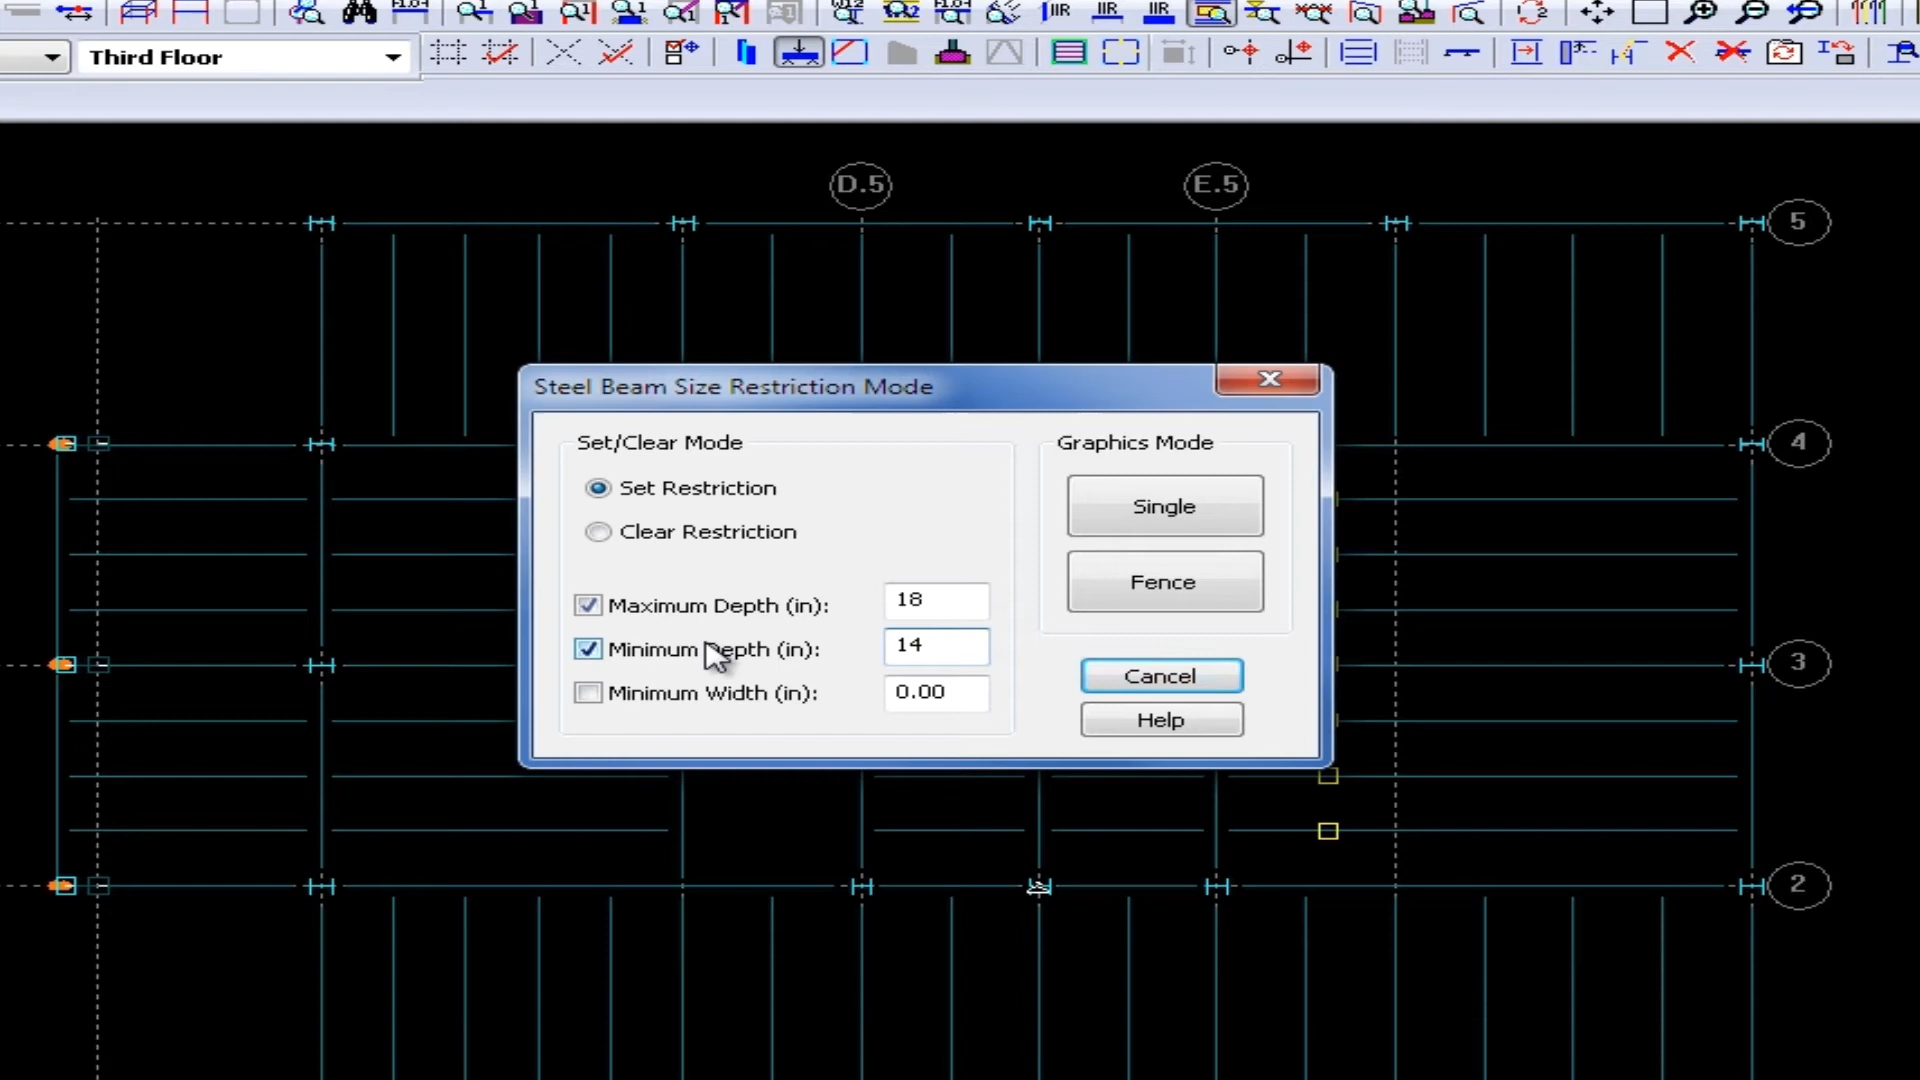 Third Floor
D.5
E.5
5
Steel Beam Size Restriction Mode
Set/Clear Mode
Graphics Mode
Set Restriction
Single
Clear Restriction
Fence
Maximum Depth (in):
18
Minimum Depth (in):
14
Minimum Width (in):
0.00
Cancel
Help
4
3
2